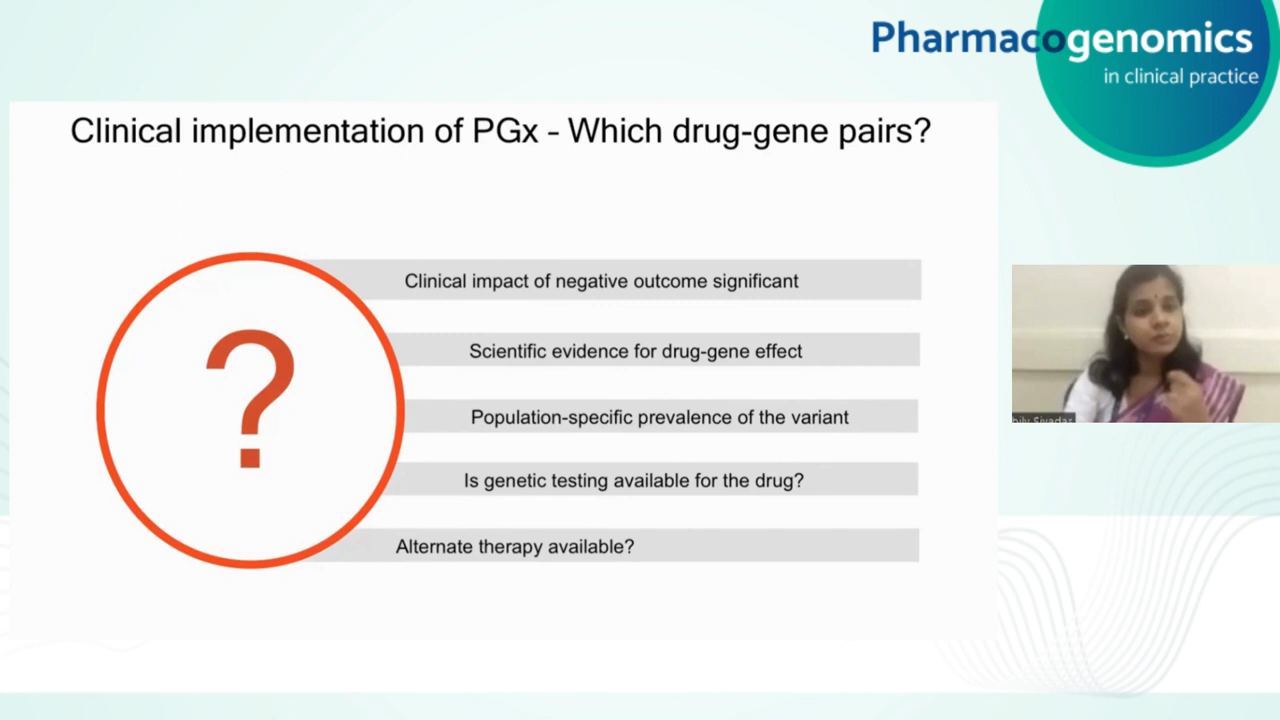 Pharmacogenomics
in clinical practice
Clinical implementation of PGx - Which drug-gene pairs?
?
Clinical impact of negative outcome significant
Scientific evidence for drug-gene effect
Population-specific prevalence of the variant
Is genetic testing available for the drug?
Alternate therapy available?